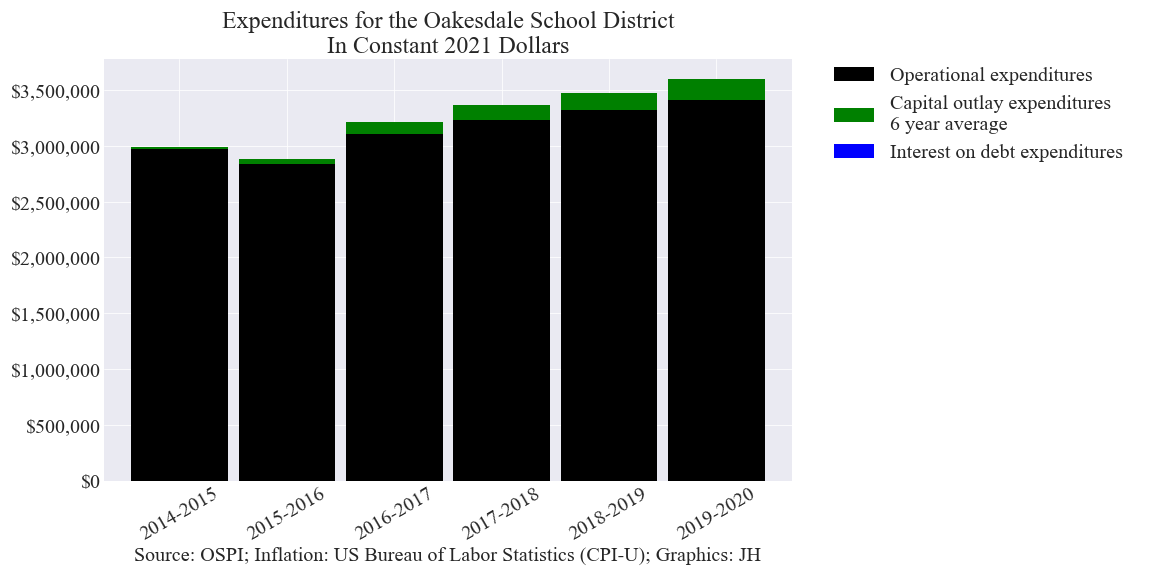 Expenditures for the Oakesdale School District
In Constant 2021 Dollars
$3,500,000
$3,000,000
$2,500,000
$2,000,000
$1,500,000
$1,000,000
$500,000
$0
2014-2015
2015-2016
2016-2017
2017-2018
2018-2019
2019-2020
Source: OSPI; Inflation: US Bureau of Labor Statistics (CPI-U); Graphics: JH
Operational expenditures
Capital outlay expenditures
6 year average
Interest on debt expenditures